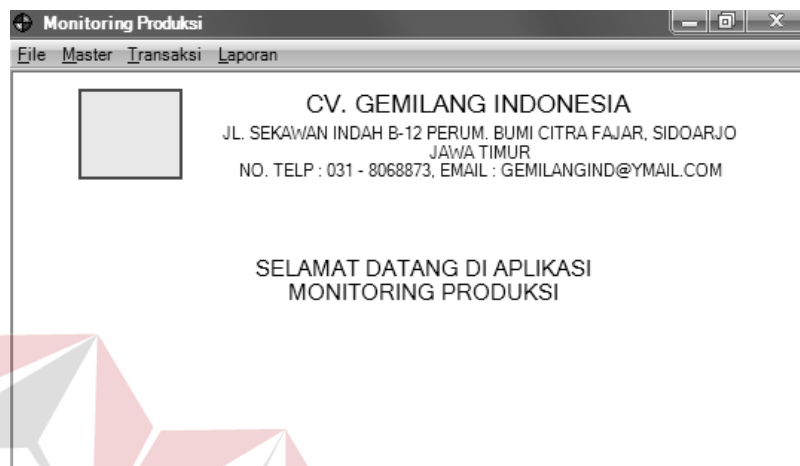 Monitoring Produksi
File Master Transaksi Laporan
CV. GEMILANG INDONESIA
JL. SEKAWAN INDAH B-12 PERUM. BUMI CITRA FAJAR, SIDOARJO
JAWA TIMUR
NO. TELP : 031 - 8068873, EMAIL : GEMILANGIND@YMAIL.COM
SELAMAT DATANG DI APLIKASI
MONITORING PRODUKSI